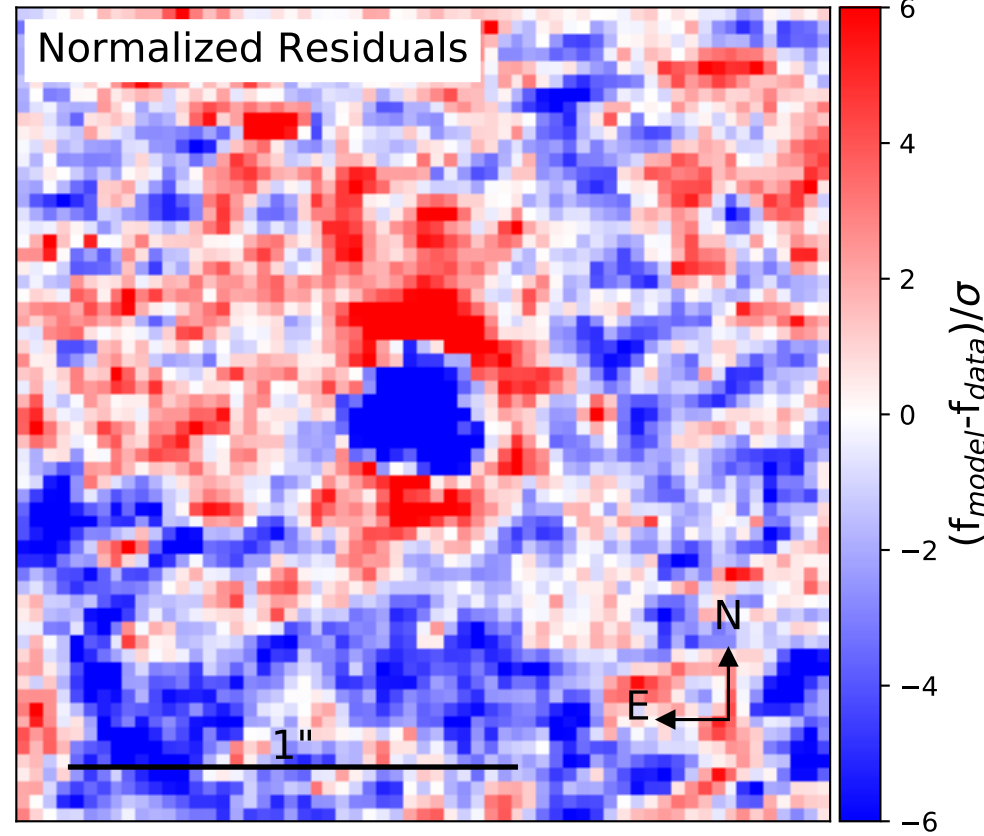 Normalized Residuals
6
4
2
0
−2
−4
−6
(f_model-f_data)/σ
N
E
1"